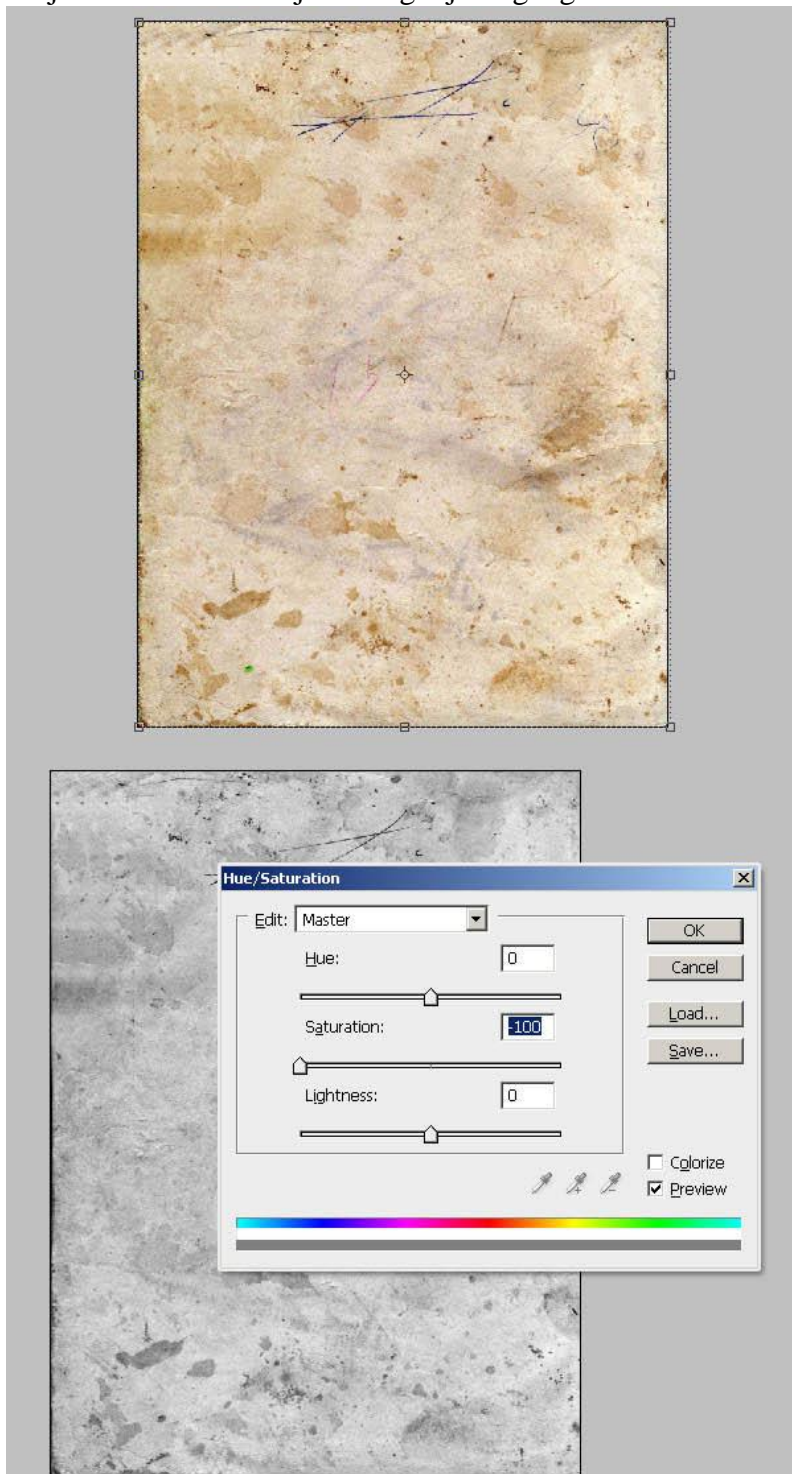 Hue/Saturation
Edit: Master
Hue: 0
Saturation: -100
Lightness: 0
OK
Cancel
Load...
Save...
Colorize
Preview